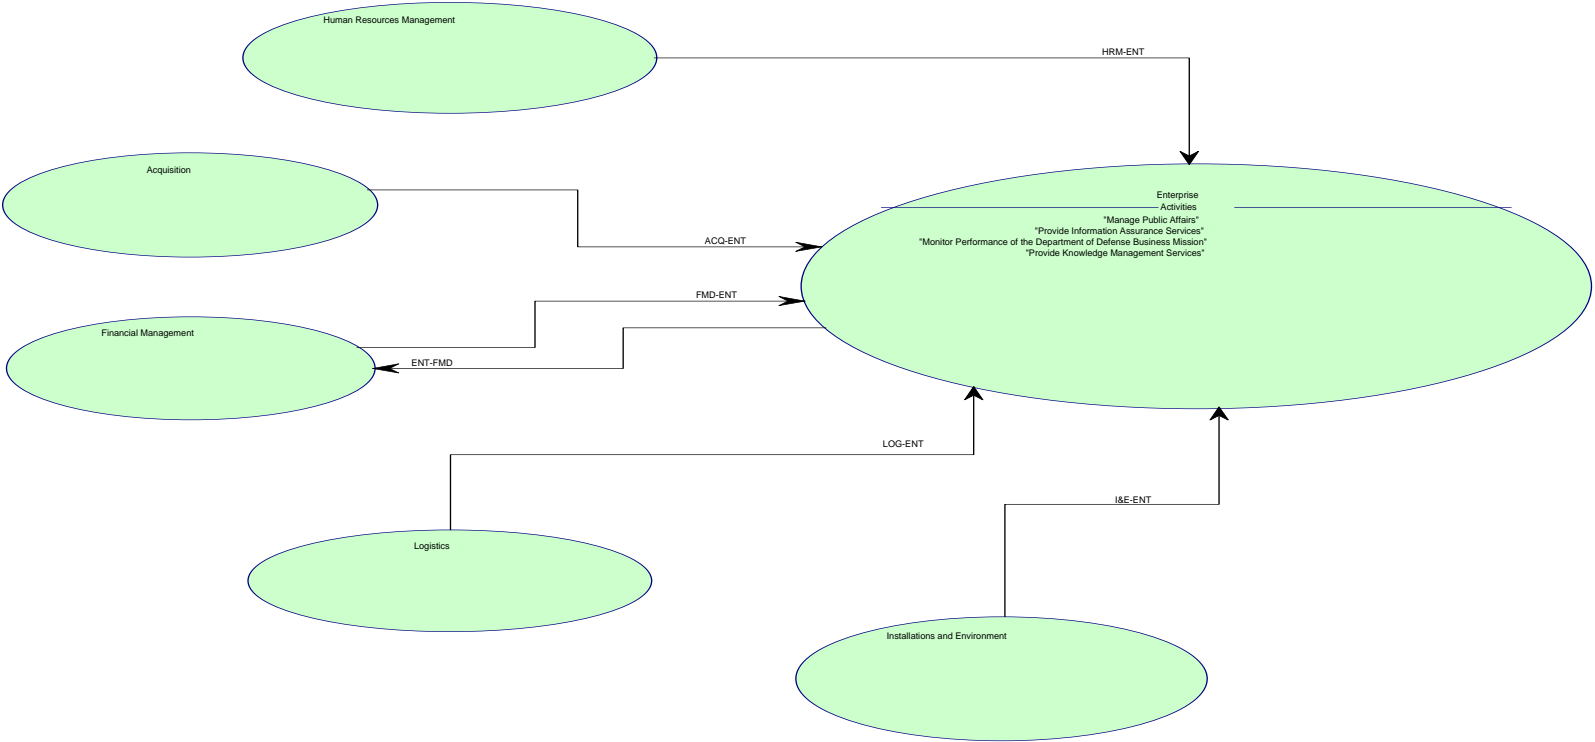 Human Resources Management
HRM-ENT
Acquisition
Enterprise
Activities
"Manage Public Affairs"
"Provide Information Assurance Services"
"Monitor Performance of the Department of Defense Business Mission"
"Provide Knowledge Management Services"
ACQ-ENT
FMD-ENT
Financial Management
ENT-FMD
LOG-ENT
I&E-ENT
Logistics
Installations and Environment